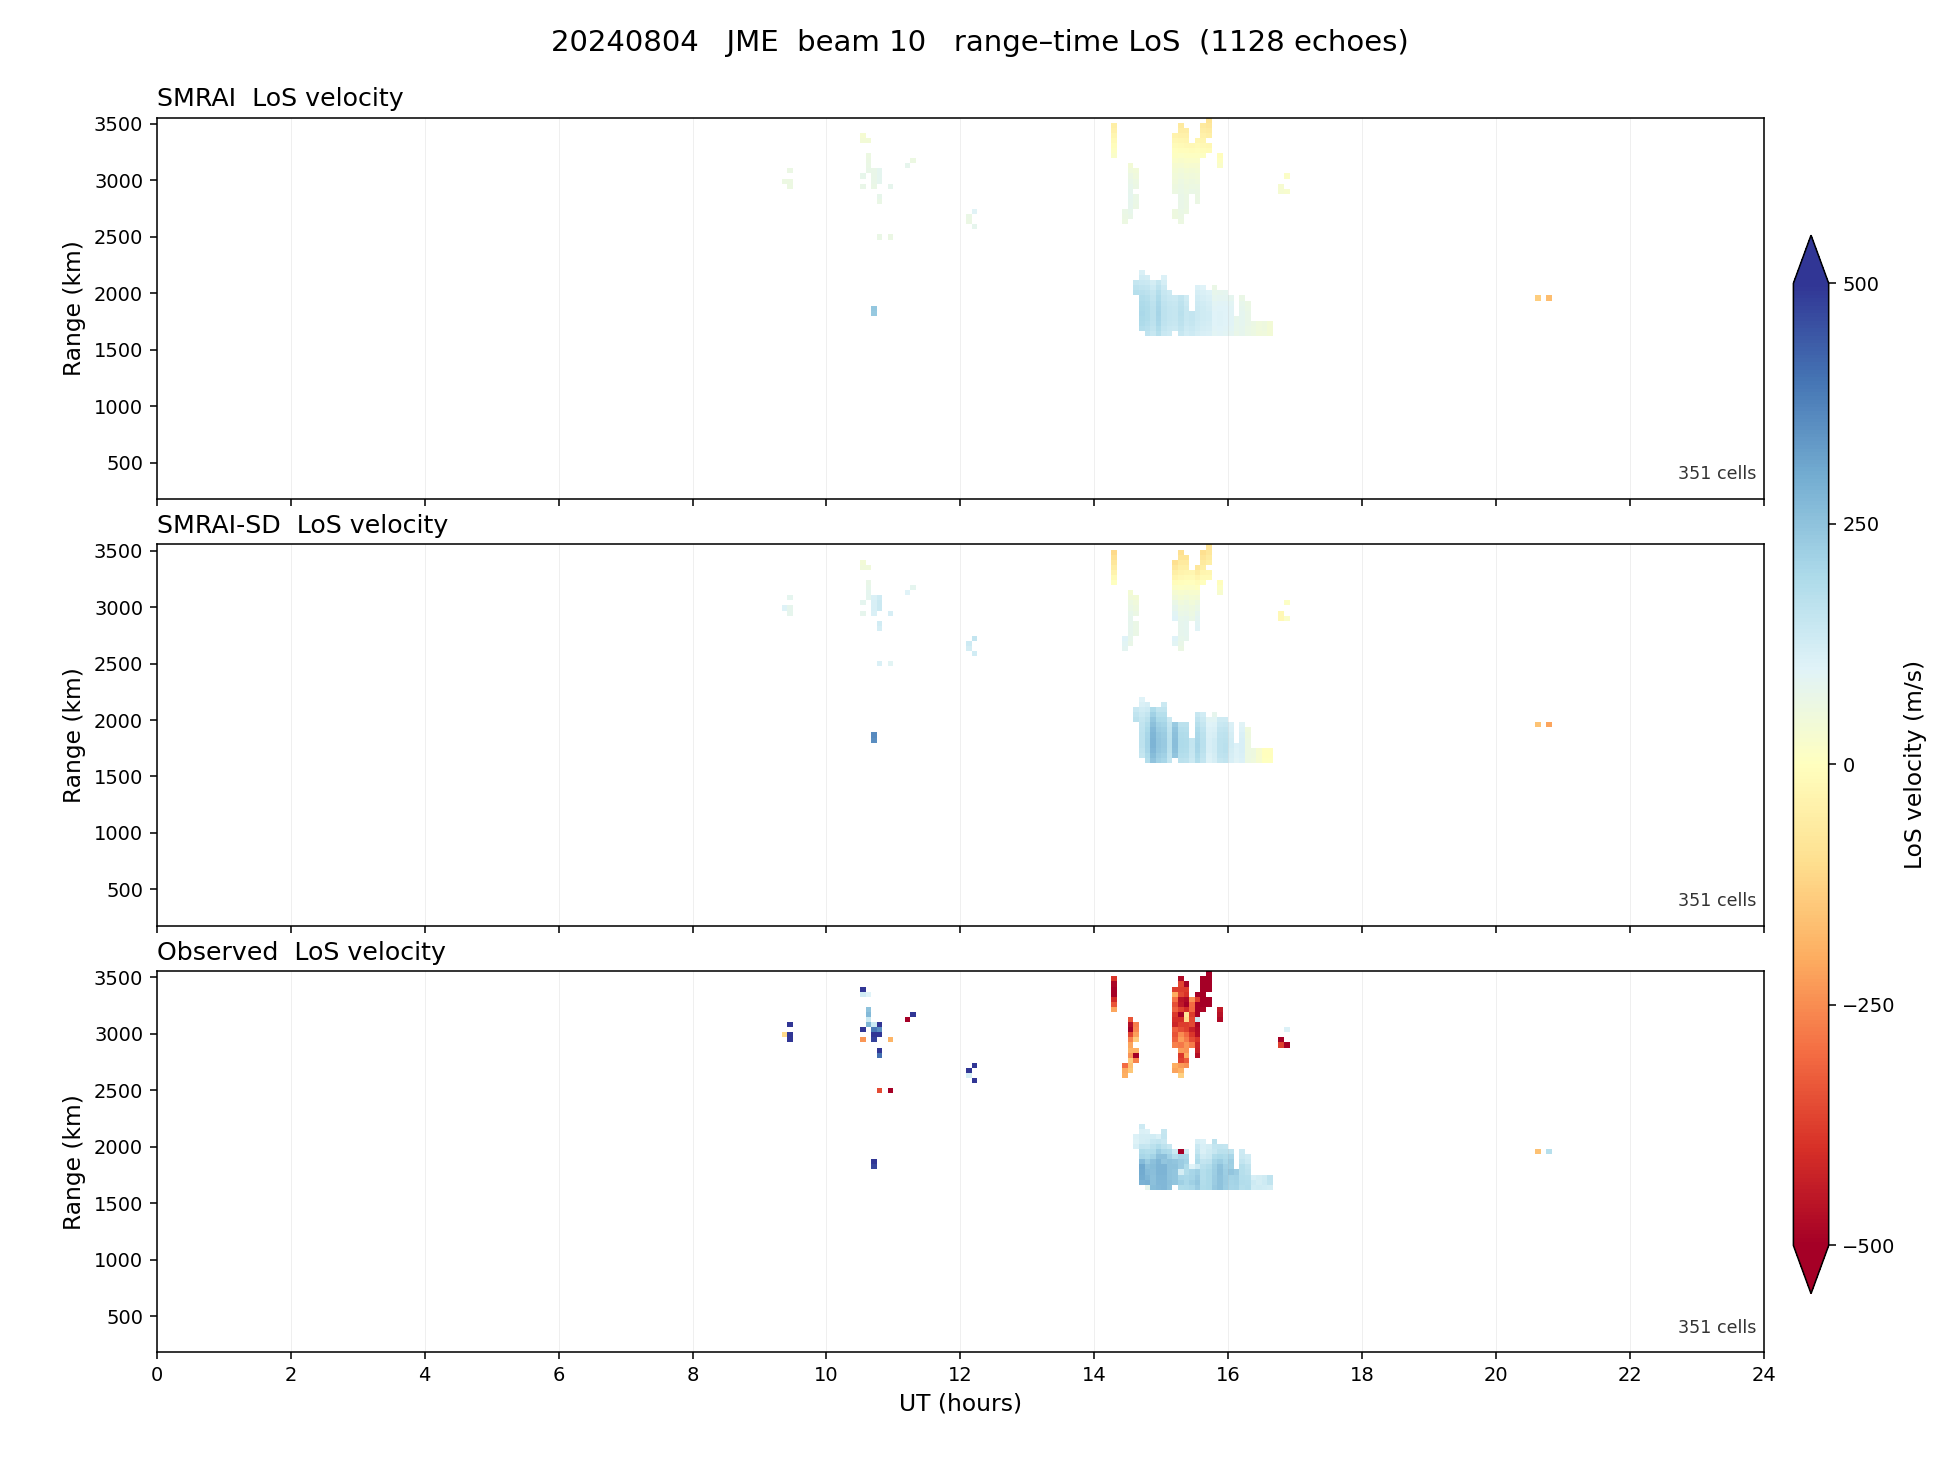 20240804   JME  beam 10   range–time LoS  (1128 echoes)
SMRAI  LoS velocity
3500
3000
2500
2000
1500
1000
500
Range (km)
351 cells
SMRAI-SD  LoS velocity
3500
3000
2500
2000
1500
1000
500
Range (km)
351 cells
Observed  LoS velocity
3500
3000
2500
2000
1500
1000
500
Range (km)
351 cells
0 2 4 6 8 10 12 14 16 18 20 22 24
UT (hours)
500
250
0
−250
−500
LoS velocity (m/s)